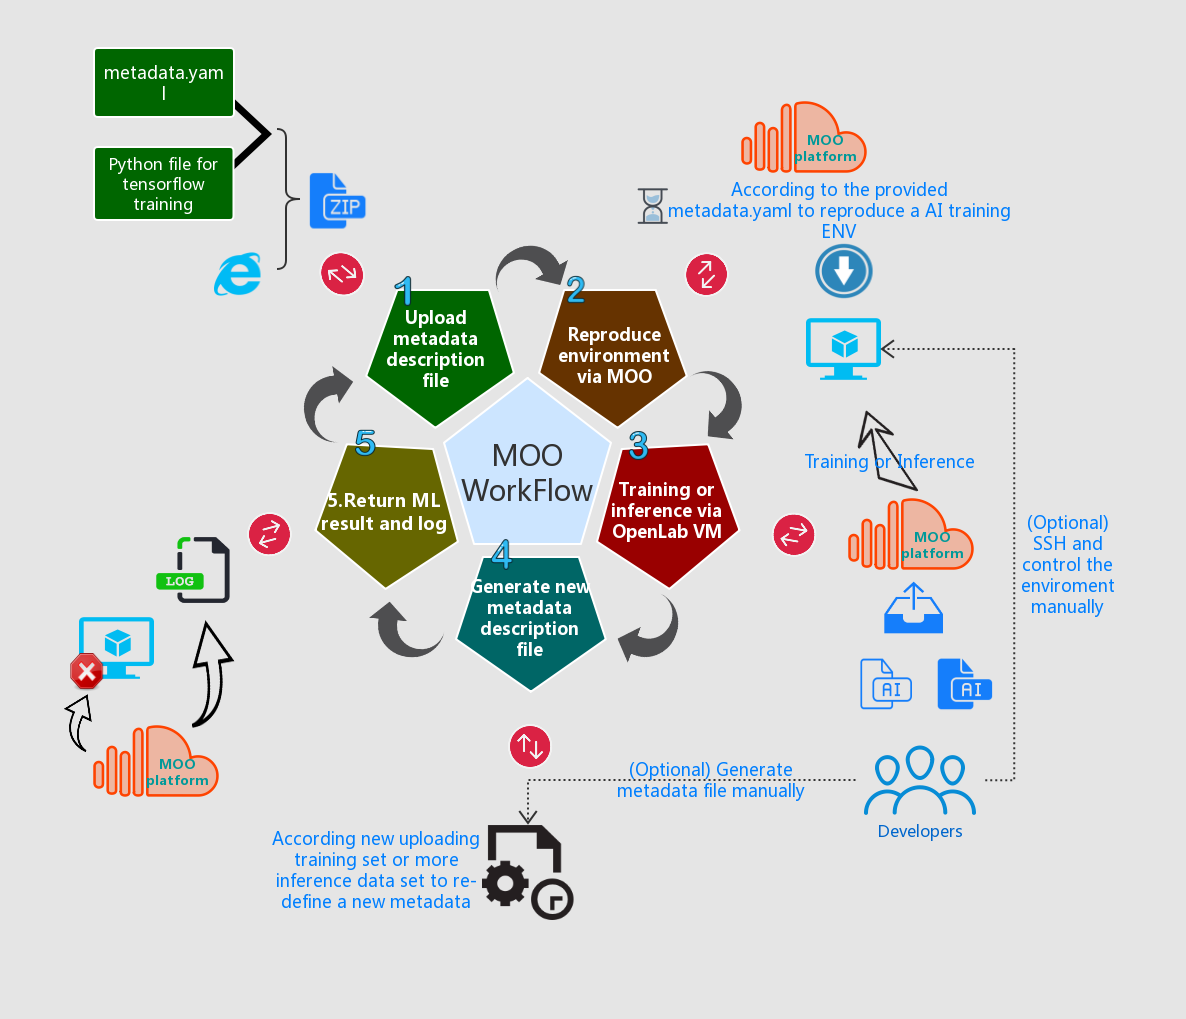 metadata.yam
l
Python file for
tensorflow
training
ZIP
MOO
platform
According to the provided
metadata.yaml to reproduce a AI training
ENV
1
Upload
metadata
description
file
2
Reproduce
environment
via MOO
MOO
WorkFlow
3
Training or
inference via
OpenLab VM
4
Generate new
metadata
description
file
5
5.Return ML
result and log
Training or Inference
MOO
platform
AI
AI
(Optional)
SSH and
control the
enviroment
manually
LOG
MOO
platform
(Optional) Generate
metadata file manually
Developers
According new uploading
training set or more
inference data set to re-
define a new metadata